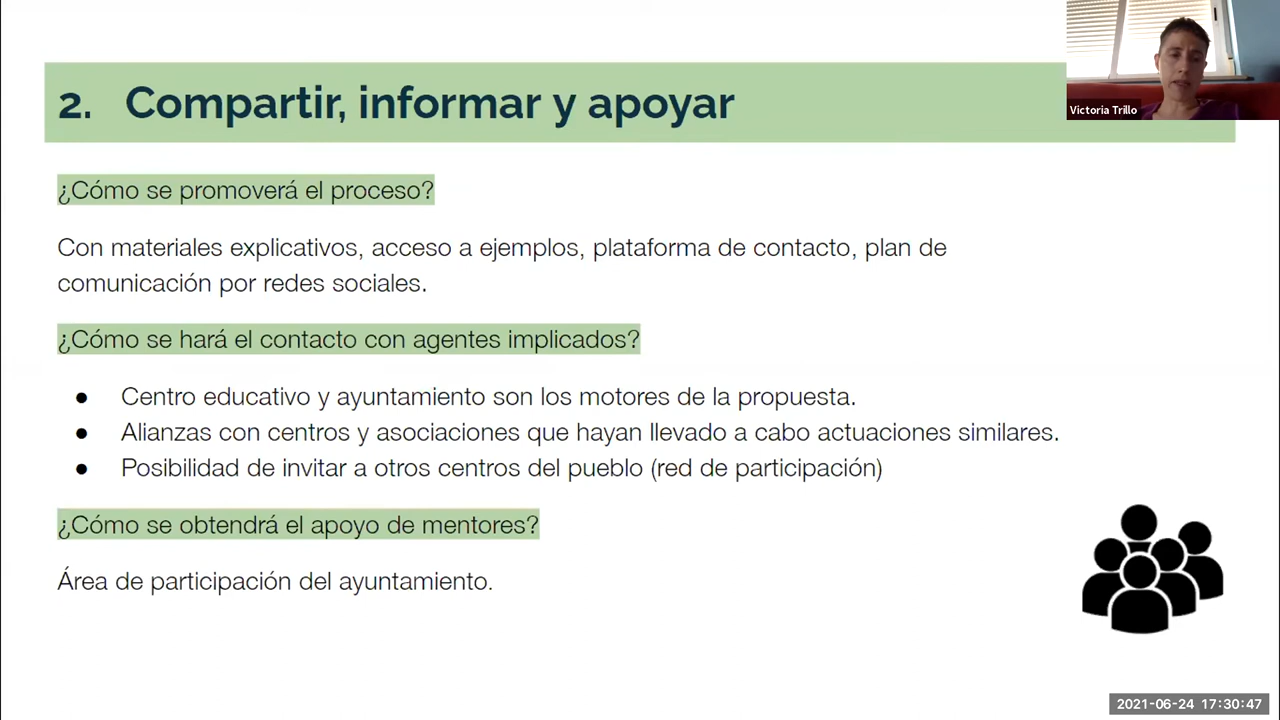 Victoria Trillo
2. Compartir, informar y apoyar
¿Cómo se promoverá el proceso?
Con materiales explicativos, acceso a ejemplos, plataforma de contacto, plan de
comunicación por redes sociales.
¿Cómo se hará el contacto con agentes implicados?
● Centro educativo y ayuntamiento son los motores de la propuesta.
● Alianzas con centros y asociaciones que hayan llevado a cabo actuaciones similares.
● Posibilidad de invitar a otros centros del pueblo (red de participación)
¿Cómo se obtendrá el apoyo de mentores?
Área de participación del ayuntamiento.
2021-06-24 17:30:47